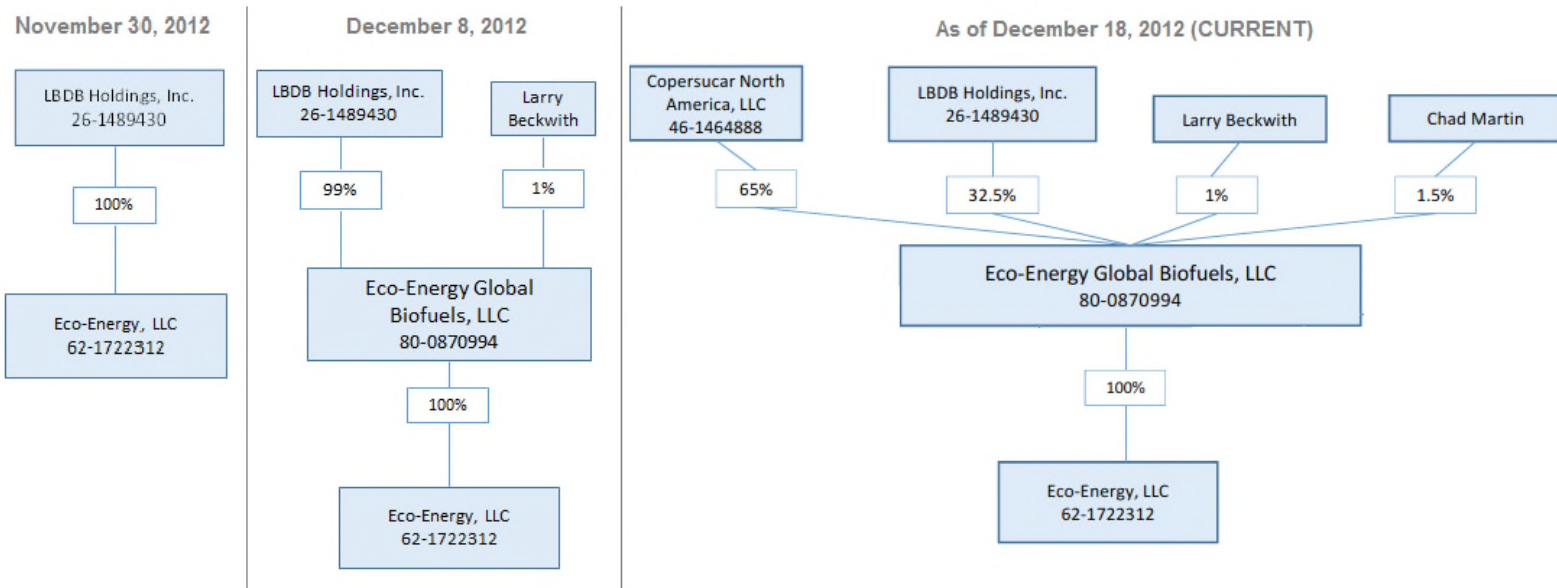 November 30, 2012
LBDB Holdings, Inc.
26-1489430
100%
Eco-Energy, LLC
62-1722312
December 8, 2012
LBDB Holdings, Inc.
26-1489430
Larry
Beckwith
99%
1%
Eco-Energy Global
Biofuels, LLC
80-0870994
100%
Eco-Energy, LLC
62-1722312
As of December 18, 2012 (CURRENT)
Copersucar North
America, LLC
46-1464888
LBDB Holdings, Inc.
26-1489430
Larry Beckwith
Chad Martin
65%
32.5%
1%
1.5%
Eco-Energy Global Biofuels, LLC
80-0870994
100%
Eco-Energy, LLC
62-1722312